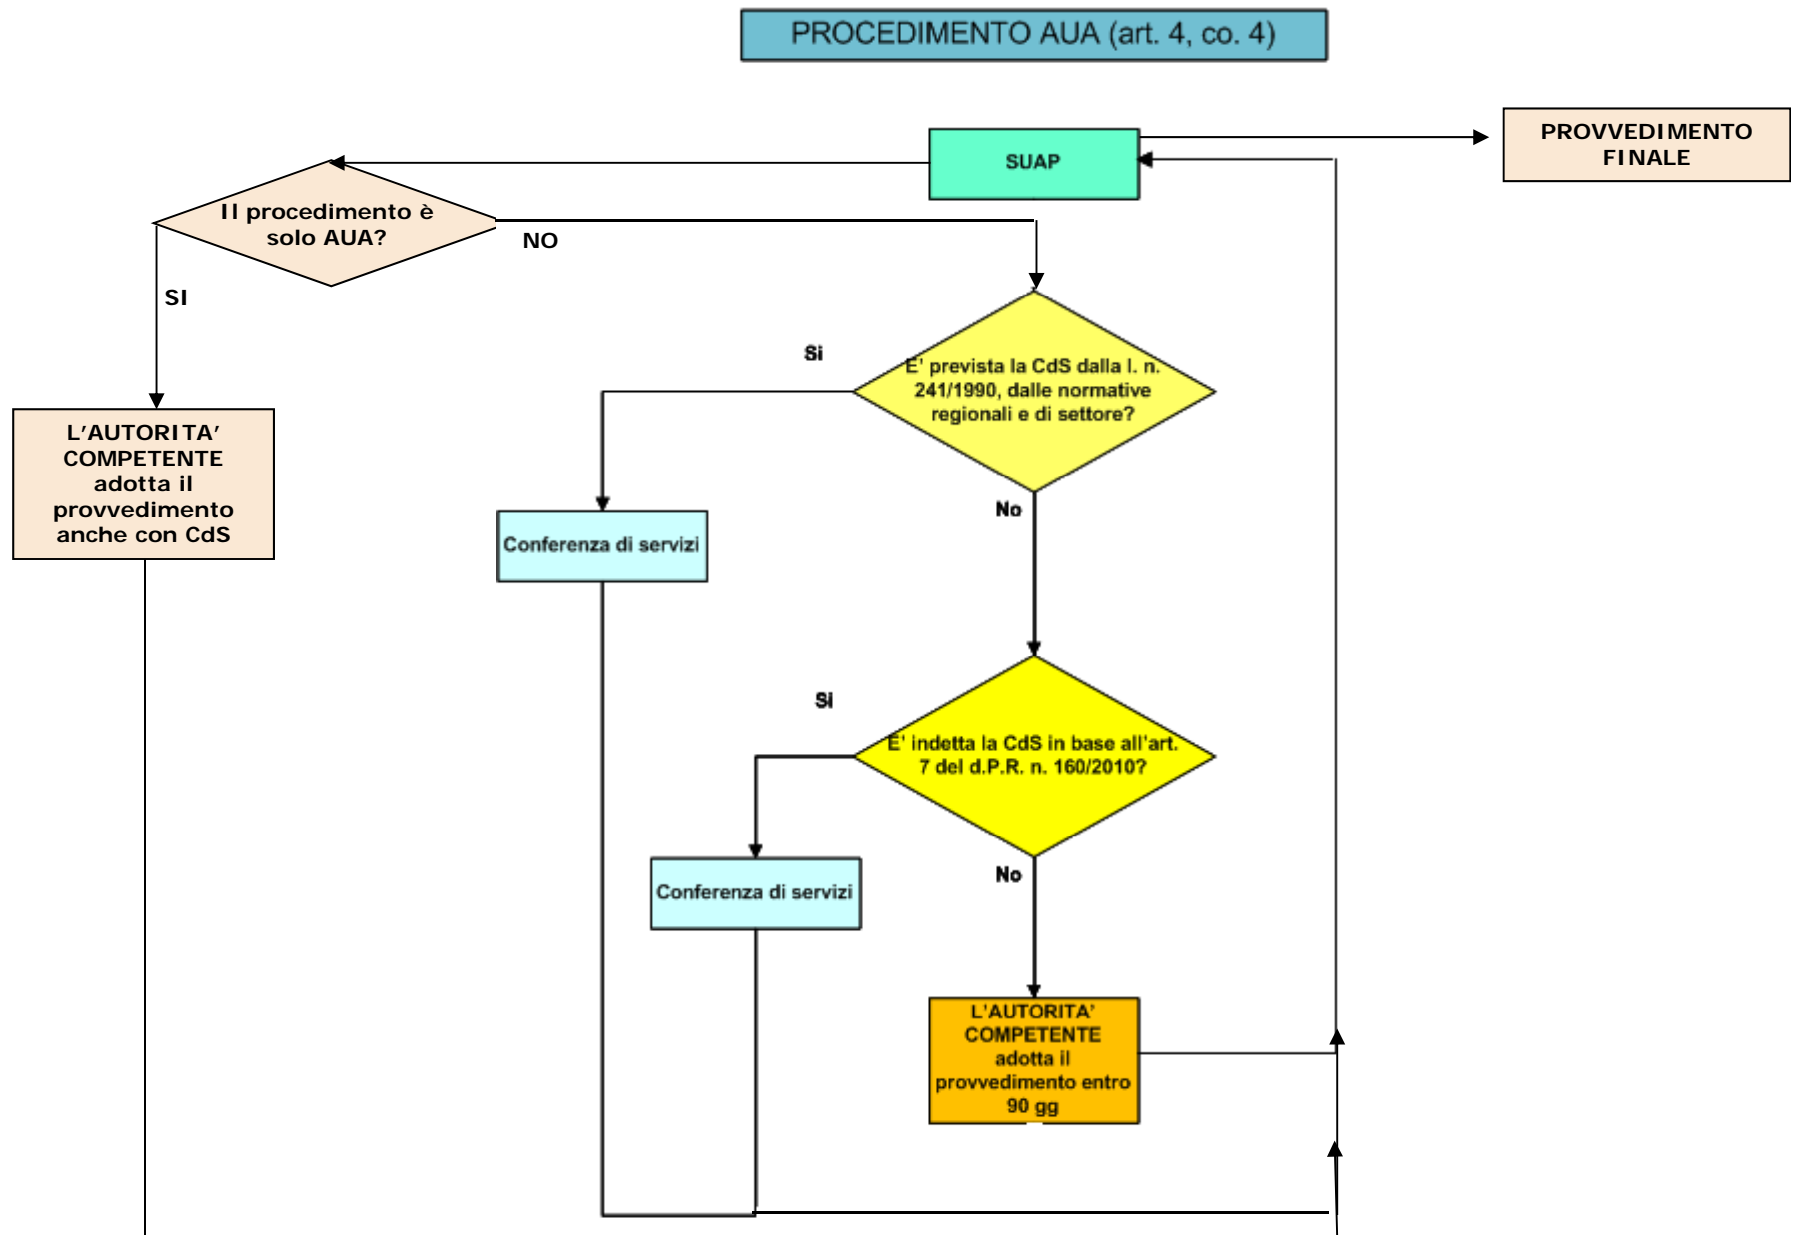 PROCEDIMENTO AUA (art. 4, co. 4)
PROVVEDIMENTO
FINALE
SUAP
Il procedimento è
solo AUA?
NO
SI
Si
E' prevista la CdS dalla l. n.
241/1990, dalle normative
regionali e di settore?
L'AUTORITA'
COMPETENTE
adotta il
provvedimento
anche con CdS
No
Conferenza di servizi
Si
E' indetta la CdS in base all'art.
7 del d.P.R. n. 160/2010?
No
Conferenza di servizi
L'AUTORITA'
COMPETENTE
adotta il
provvedimento entro
90 gg